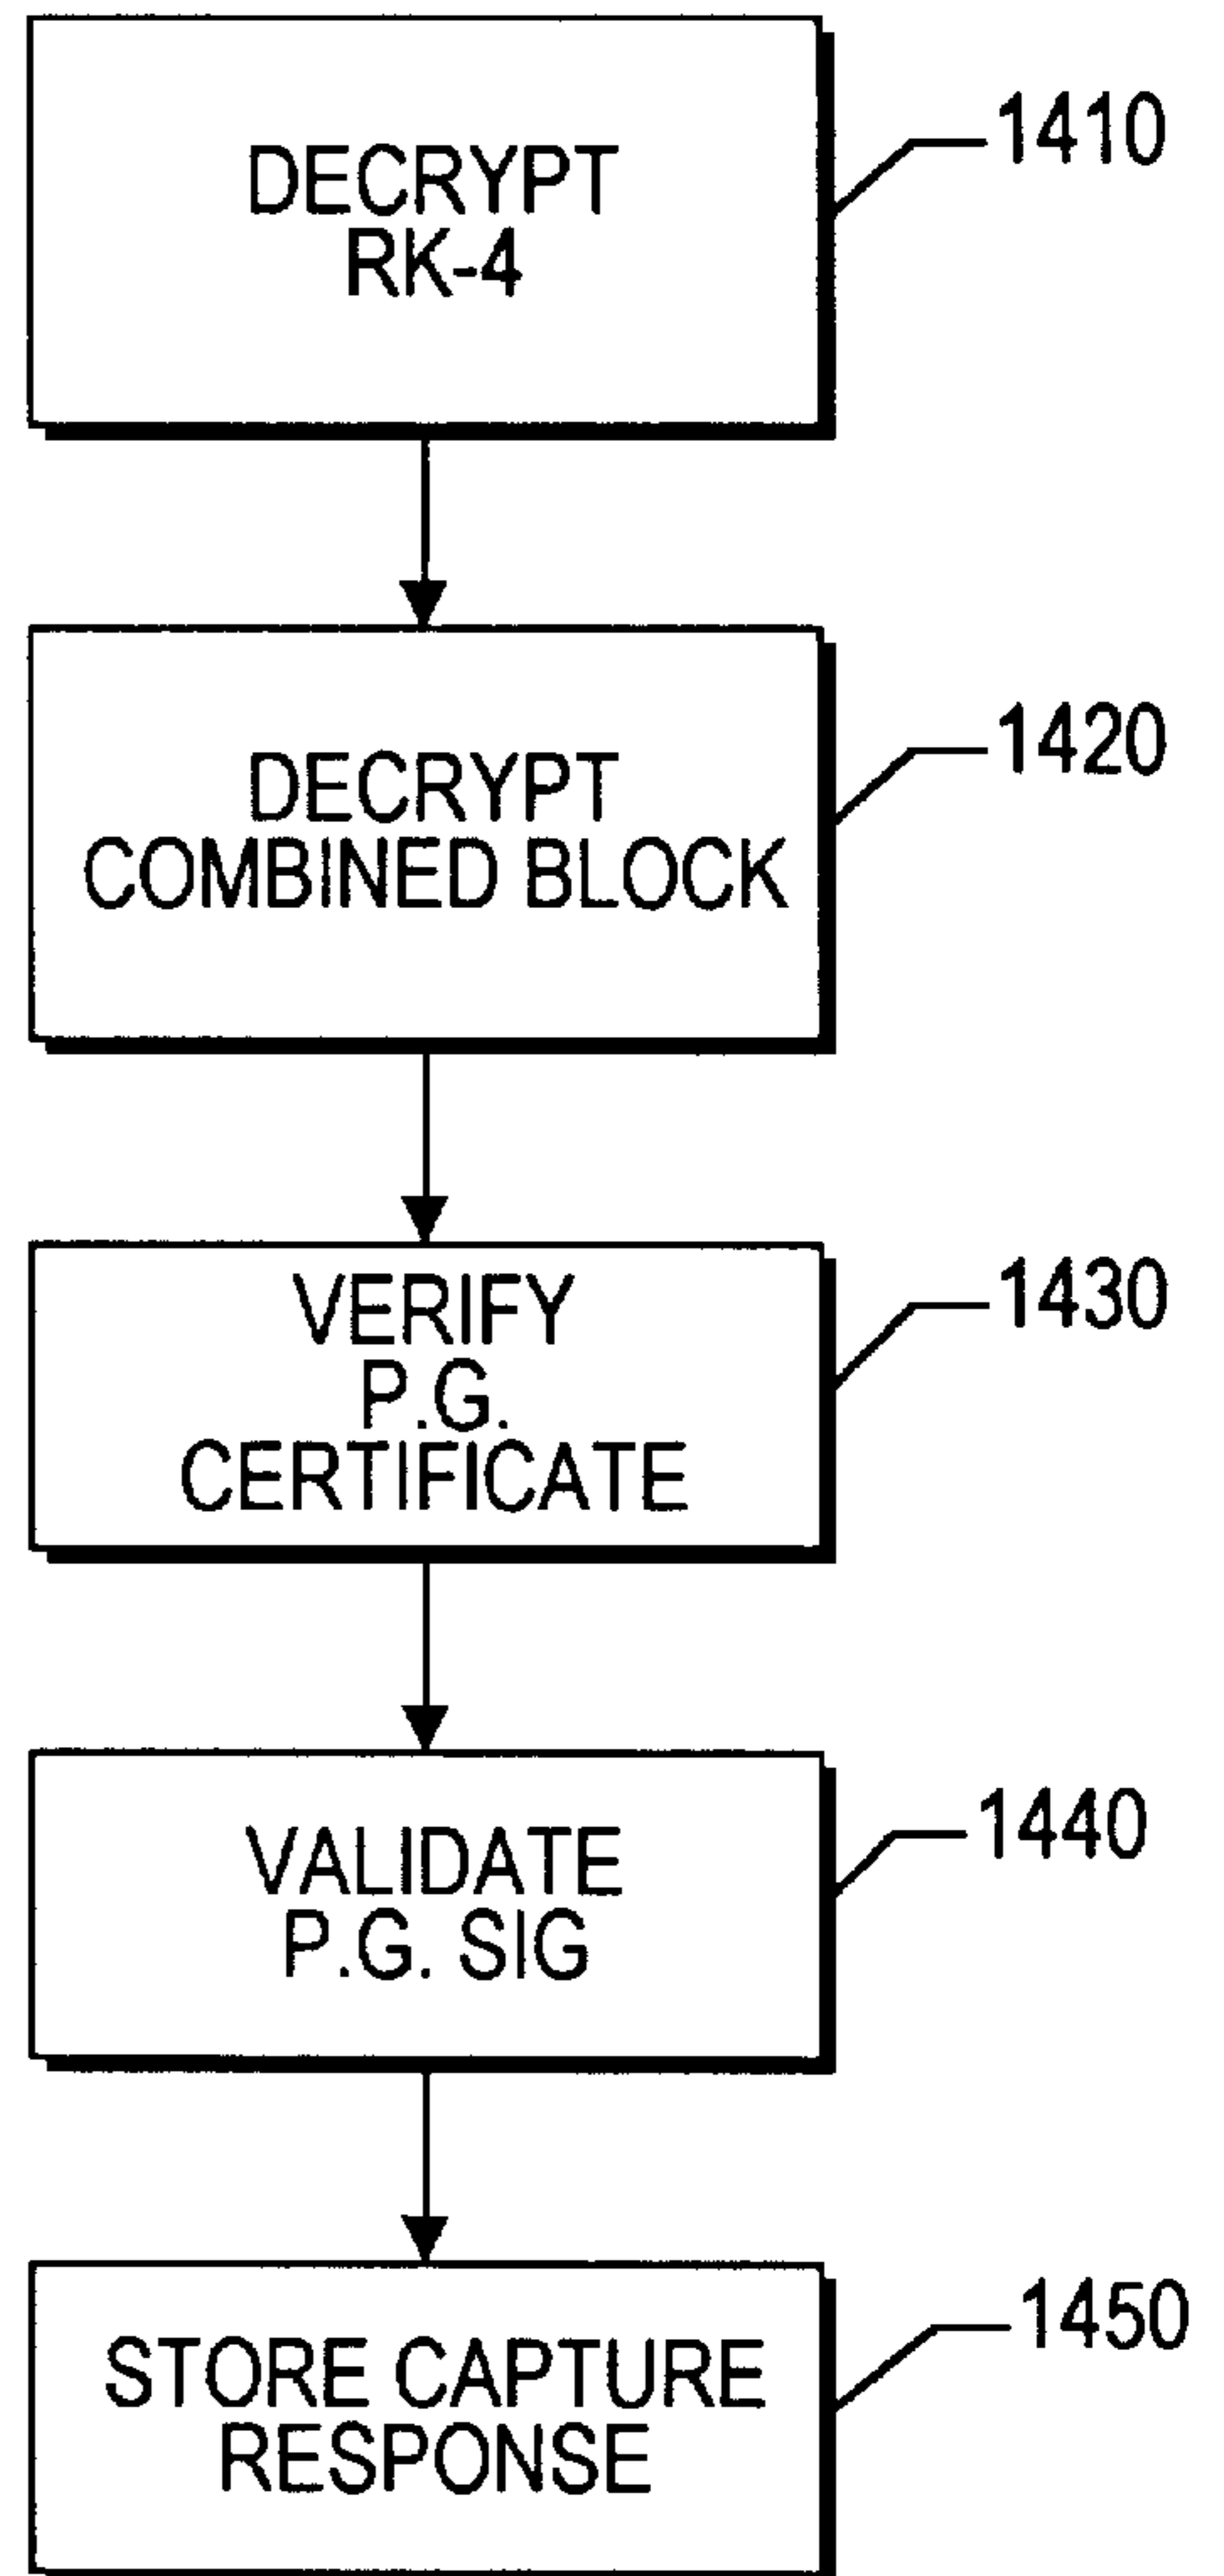 DECRYPT
RK-4
1410
DECRYPT
COMBINED BLOCK
1420
VERIFY
P.G.
CERTIFICATE
1430
VALIDATE
P.G. SIG
1440
STORE CAPTURE
RESPONSE
1450